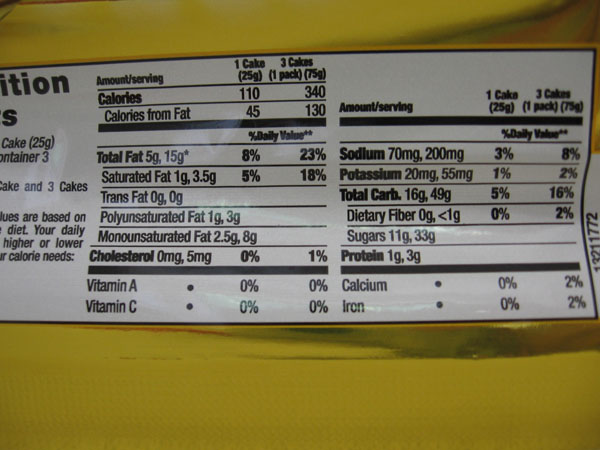 ition
s
Cake (25g)
ontainer 3
Cake and 3 Cakes
lues are based on
e diet. Your daily
higher or lower
ur calorie needs:
1 Cake 3 Cakes
Amount/serving (25g) (1 pack) (75g)
Calories 110 340
Calories from Fat 45 130
%Daily Value**
Total Fat 5g, 15g* 8% 23%
Saturated Fat 1g, 3.5g 5% 18%
Trans Fat 0g, 0g
Polyunsaturated Fat 1g, 3g
Monounsaturated Fat 2.5g, 8g
Cholesterol 0mg, 5mg 0% 1%
Vitamin A • 0% 0%
Vitamin C • 0% 0%
1 Cake 3 Cakes
Amount/serving (25g) (1 pack) (75g)
%Daily Value**
Sodium 70mg, 200mg 3% 8%
Potassium 20mg, 55mg 1% 2%
Total Carb. 16g, 49g 5% 16%
Dietary Fiber 0g, <1g 0% 2%
Sugars 11g, 33g
Protein 1g, 3g
Calcium • 0% 2%
Iron • 0% 2%
13211772